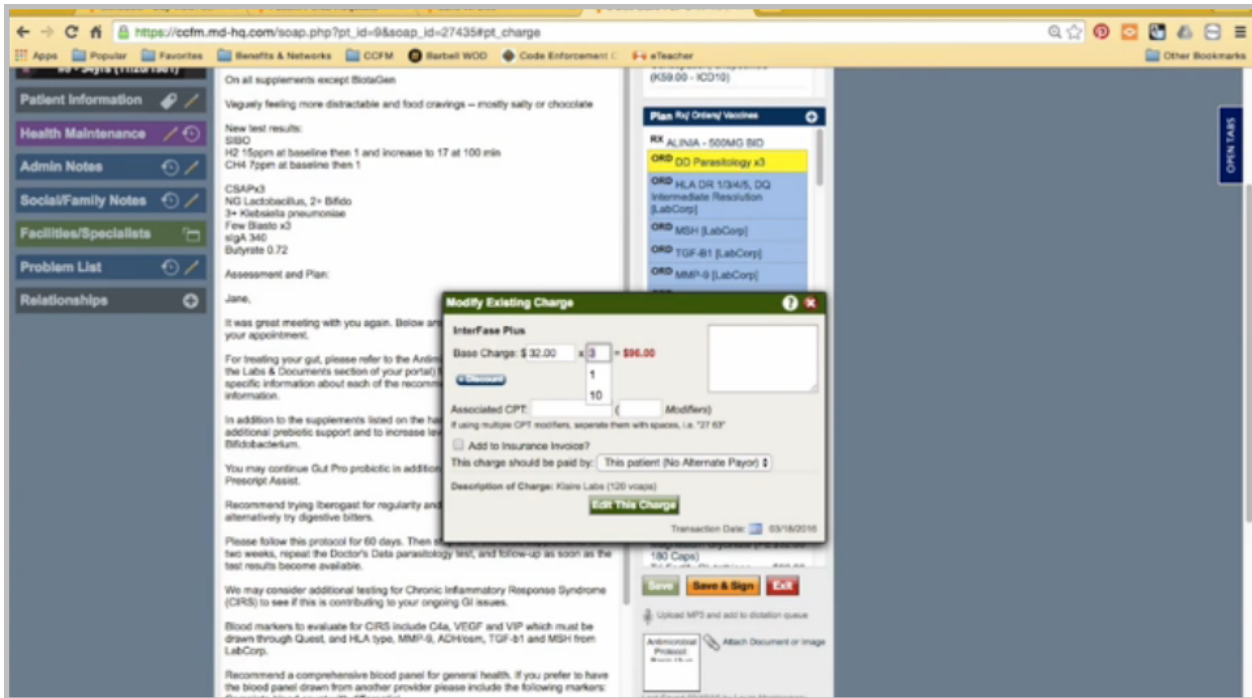 https://ccfm.md-hq.com/soap.php?pt_id=9&soap_id=27435#pt_charge
Apps Popular Favorites Benefits & Networks CCFM Barbell WOD Code Enforcement C eTeacher Other Bookmarks
Patient Information
Health Maintenance
Admin Notes
Social/Family Notes
Facilities/Specialists
Problem List
Relationships
On all supplements except BiotaGen
Vaguely feeling more distractable and food cravings -- mostly salty or chocolate
New test results:
SIBO
H2 15ppm at baseline then 1 and increase to 17 at 100 min
CH4 7ppm at baseline then 1
CSAPx3
NG Lactobacillus, 2+ Bifido
3+ Klebsiella pneumoniae
Few Blasto x3
sIgA 340
Butyrate 0.72
Assessment and Plan:
Jane,
It was great meeting with you again. Below are
your appointment.
For treating your gut, please refer to the
the Labs & Documents section of your portal)
specific information about each of the
information.
In addition to the supplements listed on the
additional prebiotic support and to increase
Bifidobacterium.
You may continue Gut Pro probiotic in addition
Prescript Assist.
Recommend trying Iberogast for regularity and
alternatively try digestive bitters.
Please follow this protocol for 60 days. Then
two weeks, repeat the Doctor's Data parasitology test, and follow-up as soon as the
test results become available.
We may consider additional testing for Chronic Inflammatory Response Syndrome
(CIRS) to see if this is contributing to your ongoing GI issues.
Blood markers to evaluate for CIRS include C4a, VEGF and VIP which must be
drawn through Quest, and HLA type, MMP-9, ADH/osm, TGF-b1 and MSH from
LabCorp.
Recommend a comprehensive blood panel for general health. If you prefer to have
the blood panel drawn from another provider please include the following markers:
(K59.00 - ICD10)
Plan Rx/ Orders/ Vaccines
RX ALINIA - 500MG BID
ORD DD Parasitology x3
ORD HLA DR 1/3/4/5, DQ
Intermediate Resolution
[LabCorp]
ORD MSH [LabCorp]
ORD TGF-B1 [LabCorp]
ORD MMP-9 [LabCorp]
OPEN TABS
Modify Existing Charge
InterFase Plus
Base Charge: $ 32.00 x 3 = $96.00
1
10
+ Discount
Associated CPT: ( Modifiers)
If using multiple CPT modifiers, seperate them with spaces, i.e. "27 63"
Add to Insurance Invoice?
This charge should be paid by: This patient (No Alternate Payor)
Description of Charge: Klaire Labs (120 vcaps)
Edit This Charge
Transaction Date: 03/18/2016
180 Caps)
Save Save & Sign Exit
Upload MP3 and add to dictation queue
Antimicrobial
Protocol:
Attach Document or Image